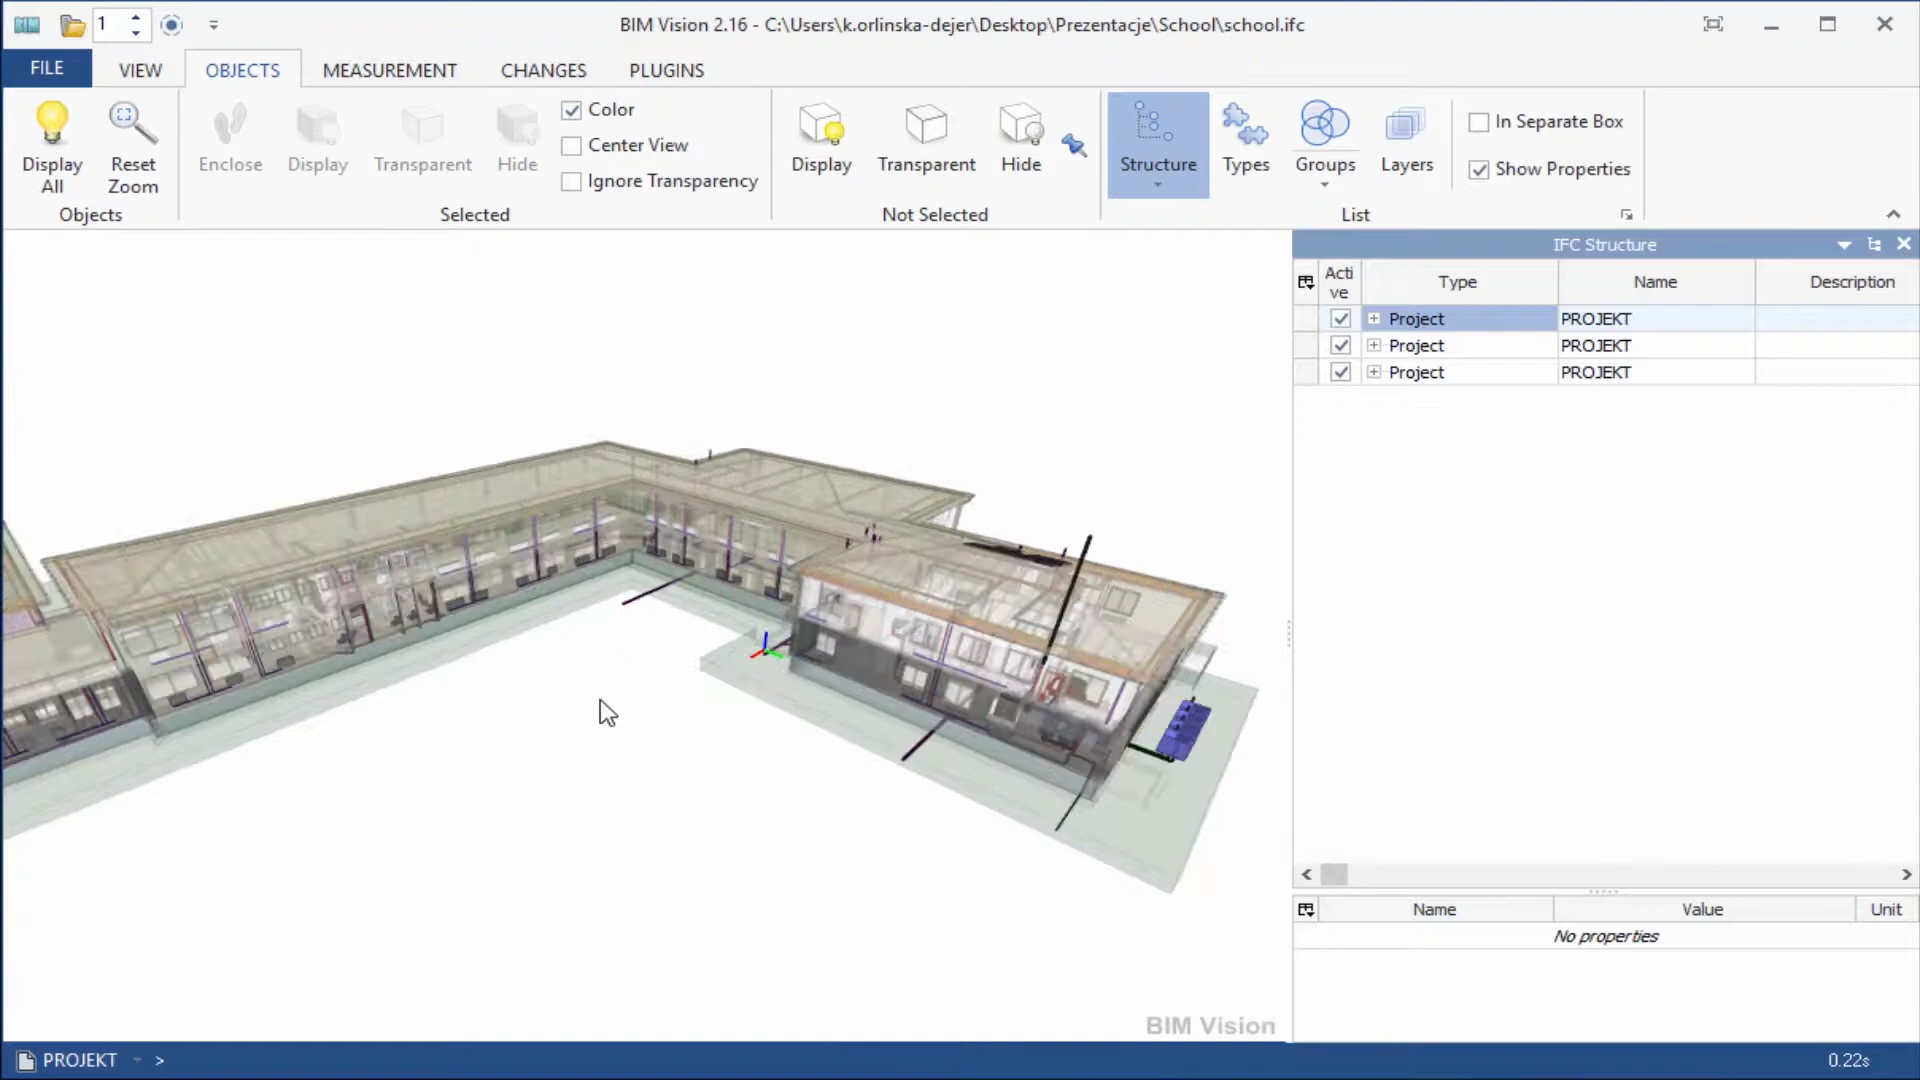 1
BIM Vision 2.16 - C:\Users\k.orlinska-dejer\Desktop\Prezentacje\School\school.ifc
FILE
VIEW
OBJECTS
MEASUREMENT
CHANGES
PLUGINS
Display All
Reset Zoom
Objects
Enclose
Display
Transparent
Hide
Color
Center View
Ignore Transparency
Selected
Display
Transparent
Hide
Not Selected
Structure
Types
Groups
Layers
In Separate Box
Show Properties
List
IFC Structure
Acti
ve
Type
Name
Description
Project PROJEKT
Project PROJEKT
Project PROJEKT
Name
Value
Unit
No properties
BIM Vision
PROJEKT >
0.22s